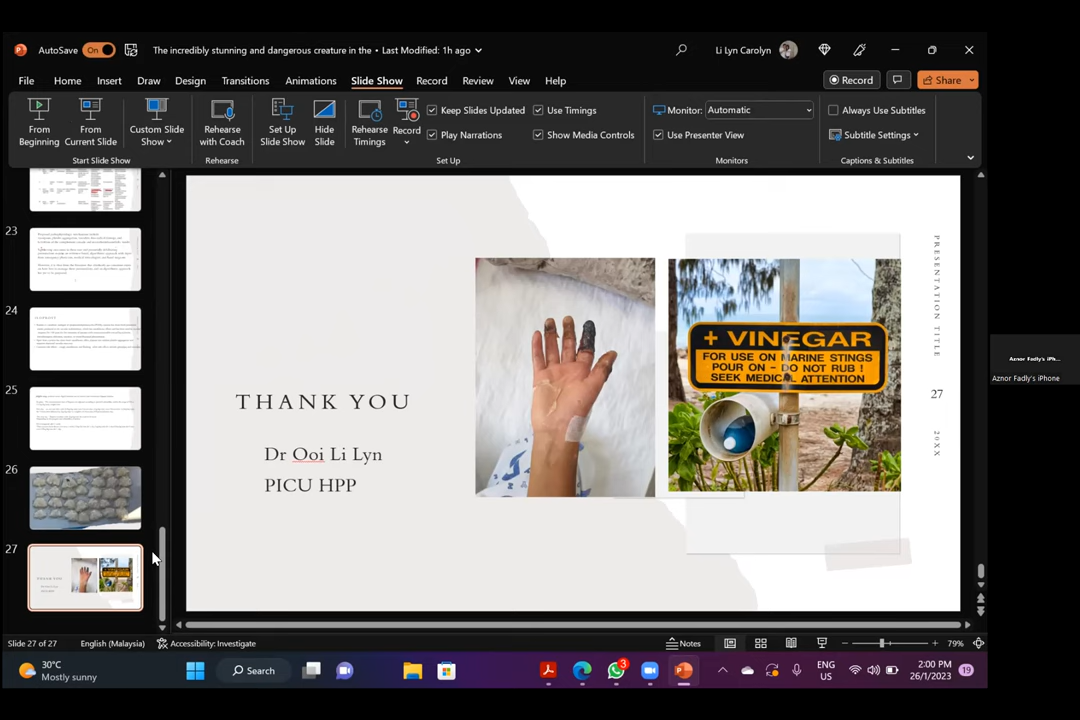 AutoSave On The incredibly stunning and dangerous creature in the • Last Modified: 1h ago Li Lyn Carolyn
File Home Insert Draw Design Transitions Animations Slide Show Record Review View Help Record Share
From Beginning
From Current Slide
Custom Slide Show
Rehearse with Coach
Set Up Slide Show
Hide Slide
Rehearse Timings
Record
Keep Slides Updated
Use Timings
Play Narrations
Show Media Controls
Monitor: Automatic
Use Presenter View
Always Use Subtitles
Subtitle Settings
Start Slide Show Rehearse Set Up Monitors Captions & Subtitles
23
24
25
26
27
THANK YOU
Dr Ooi Li Lyn
PICU HPP
+ VINEGAR
FOR USE ON MARINE STINGS
POUR ON - DO NOT RUB !
SEEK MEDICAL ATTENTION
PRESENTATION TITLE
27
20XX
Aznor Fadly's iPh...
Aznor Fadly's iPhone
Slide 27 of 27 English (Malaysia) Accessibility: Investigate Notes 79%
30°C
Mostly sunny
Search
3
ENG
US
2:00 PM
26/1/2023
19